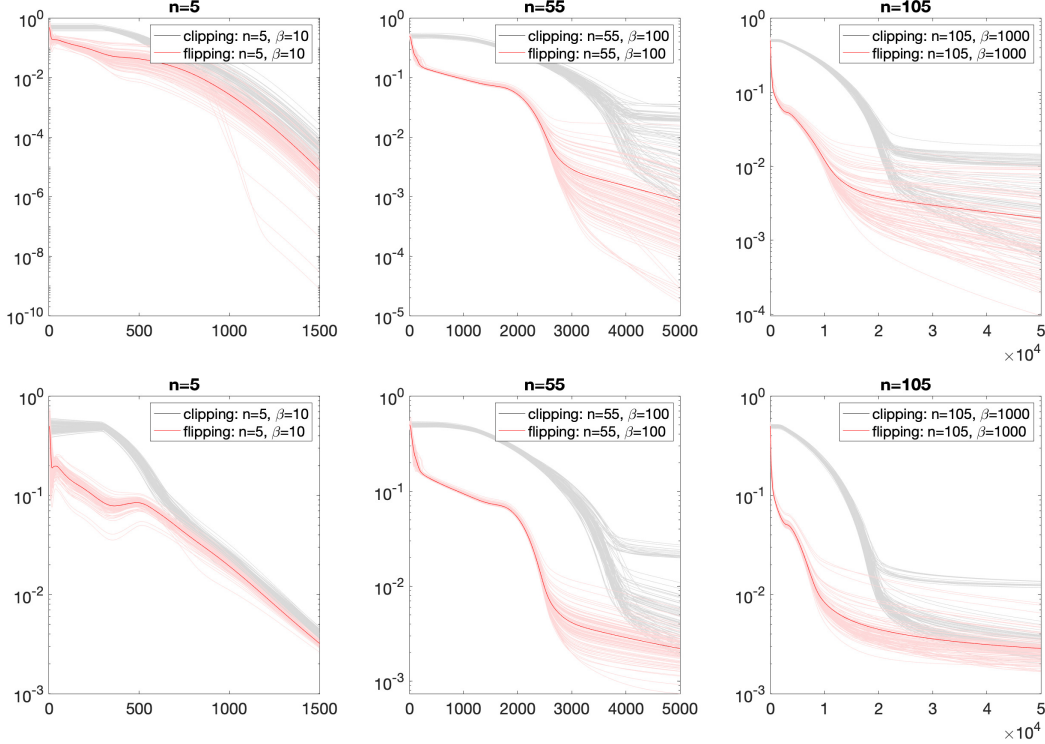 n=5
10^0
10^-2
10^-4
10^-6
10^-8
10^-10
0 500 1000 1500
clipping: n=5, β=10
flipping: n=5, β=10
n=55
10^0
10^-1
10^-2
10^-3
10^-4
10^-5
0 1000 2000 3000 4000 5000
clipping: n=55, β=100
flipping: n=55, β=100
n=105
10^0
10^-1
10^-2
10^-3
10^-4
0 1 2 3 4 5
×10^4
clipping: n=105, β=1000
flipping: n=105, β=1000
n=5
10^0
10^-1
10^-2
10^-3
0 500 1000 1500
clipping: n=5, β=10
flipping: n=5, β=10
n=55
10^0
10^-1
10^-2
10^-3
0 1000 2000 3000 4000 5000
clipping: n=55, β=100
flipping: n=55, β=100
n=105
10^0
10^-1
10^-2
10^-3
0 1 2 3 4 5
×10^4
clipping: n=105, β=1000
flipping: n=105, β=1000